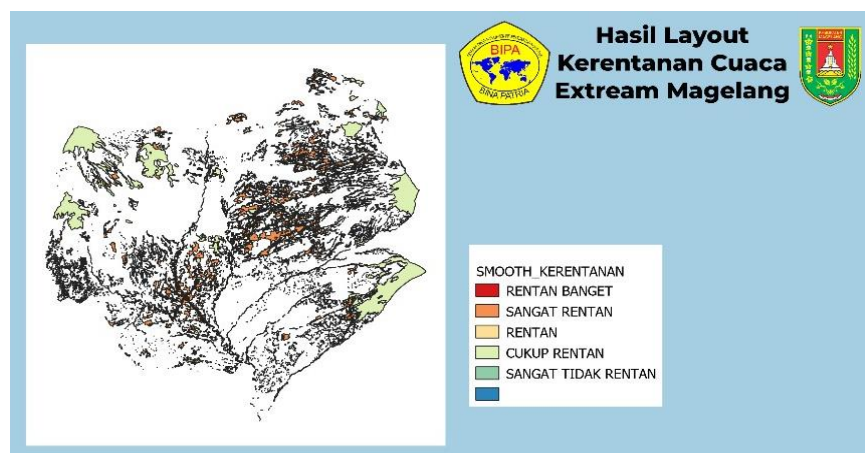 BIPA
BINA PATRIA
Hasil Layout
Kerentanan Cuaca
Extream Magelang
SMOOTH_KERENTANAN
RENTAN BANGET
SANGAT RENTAN
RENTAN
CUKUP RENTAN
SANGAT TIDAK RENTAN